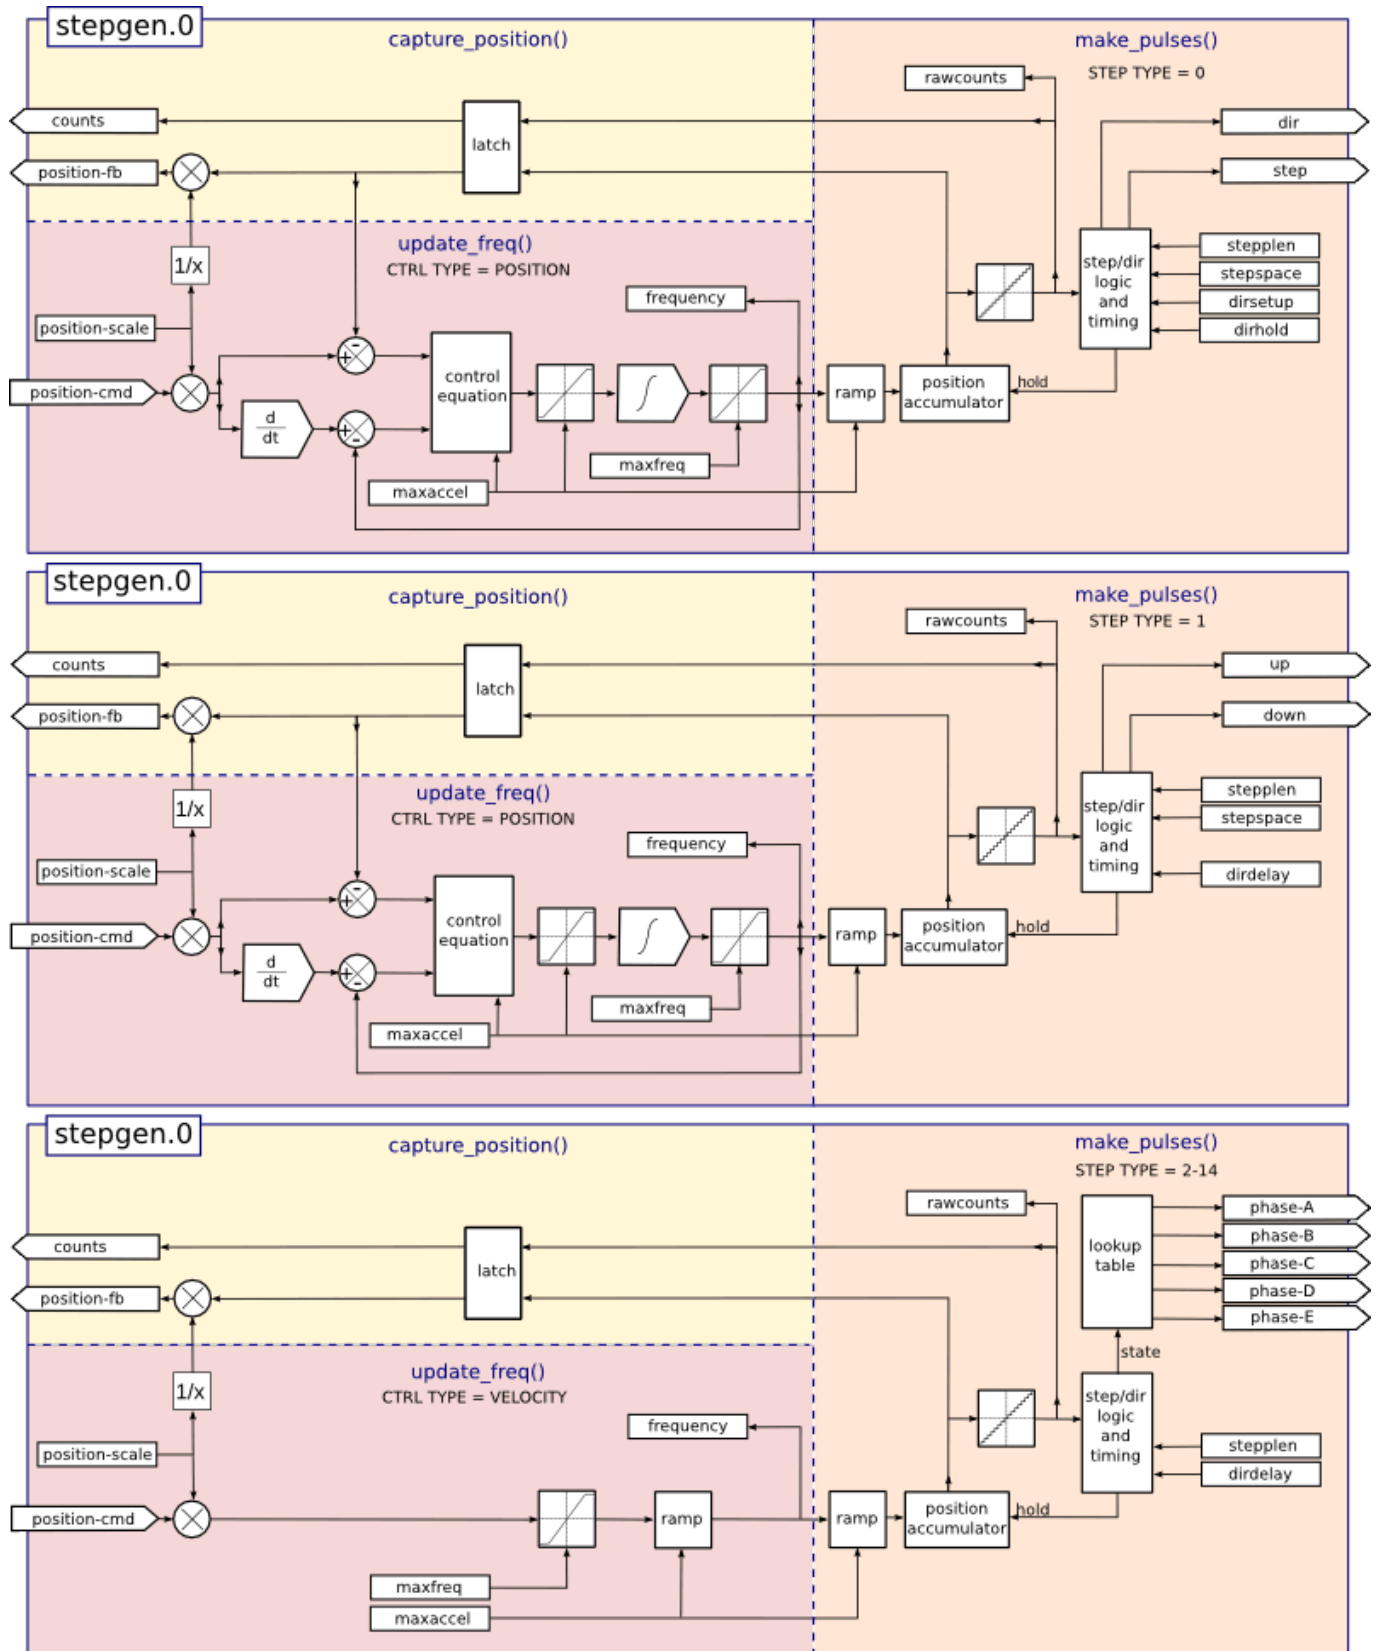 stepgen.0
capture_position()
make_pulses()
STEP TYPE = 0
rawcounts
counts
latch
dir
position-fb
step
update_freq()
CTRL TYPE = POSITION
1/x
step/dir
logic
and
timing
stepplen
stepspace
dirsetup
dirhold
frequency
position-scale
position-cmd
control
equation
ramp
position
accumulator
hold
d
dt
maxfreq
maxaccel
stepgen.0
capture_position()
make_pulses()
STEP TYPE = 1
rawcounts
counts
latch
up
position-fb
down
update_freq()
CTRL TYPE = POSITION
1/x
step/dir
logic
and
timing
stepplen
stepspace
dirdelay
frequency
position-scale
position-cmd
control
equation
ramp
position
accumulator
hold
d
dt
maxfreq
maxaccel
stepgen.0
capture_position()
make_pulses()
STEP TYPE = 2-14
rawcounts
lookup
table
phase-A
phase-B
phase-C
phase-D
phase-E
counts
latch
position-fb
state
update_freq()
CTRL TYPE = VELOCITY
1/x
step/dir
logic
and
timing
stepplen
dirdelay
frequency
position-scale
position-cmd
ramp
ramp
position
accumulator
hold
maxfreq
maxaccel